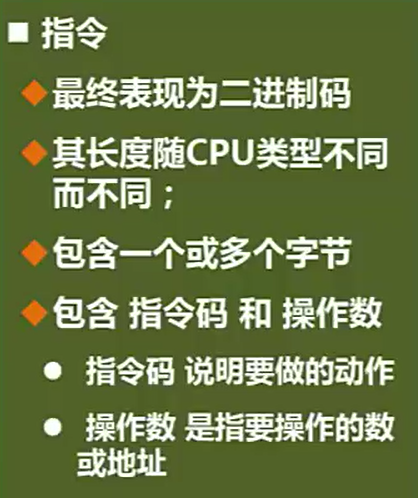 指令
最终表现为二进制码
其长度随CPU类型不同
而不同；
包含一个或多个字节
包含 指令码 和 操作数
指令码 说明要做的动作
操作数 是指要操作的数
或地址